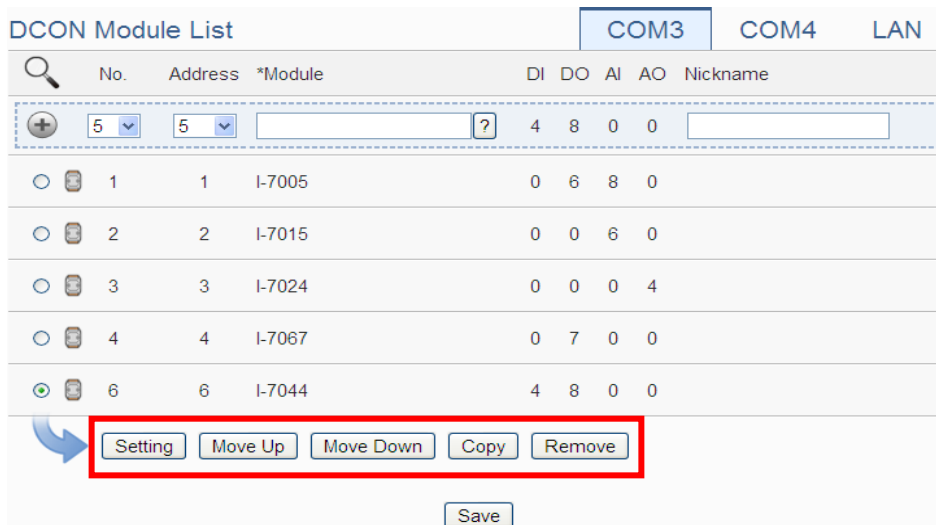 DCON Module List COM3 COM4 LAN
No. Address *Module DI DO AI AO Nickname
5 5 ? 4 8 0 0
1 1 I-7005 0 6 8 0
2 2 I-7015 0 0 6 0
3 3 I-7024 0 0 0 4
4 4 I-7067 0 7 0 0
6 6 I-7044 4 8 0 0
Setting Move Up Move Down Copy Remove
Save